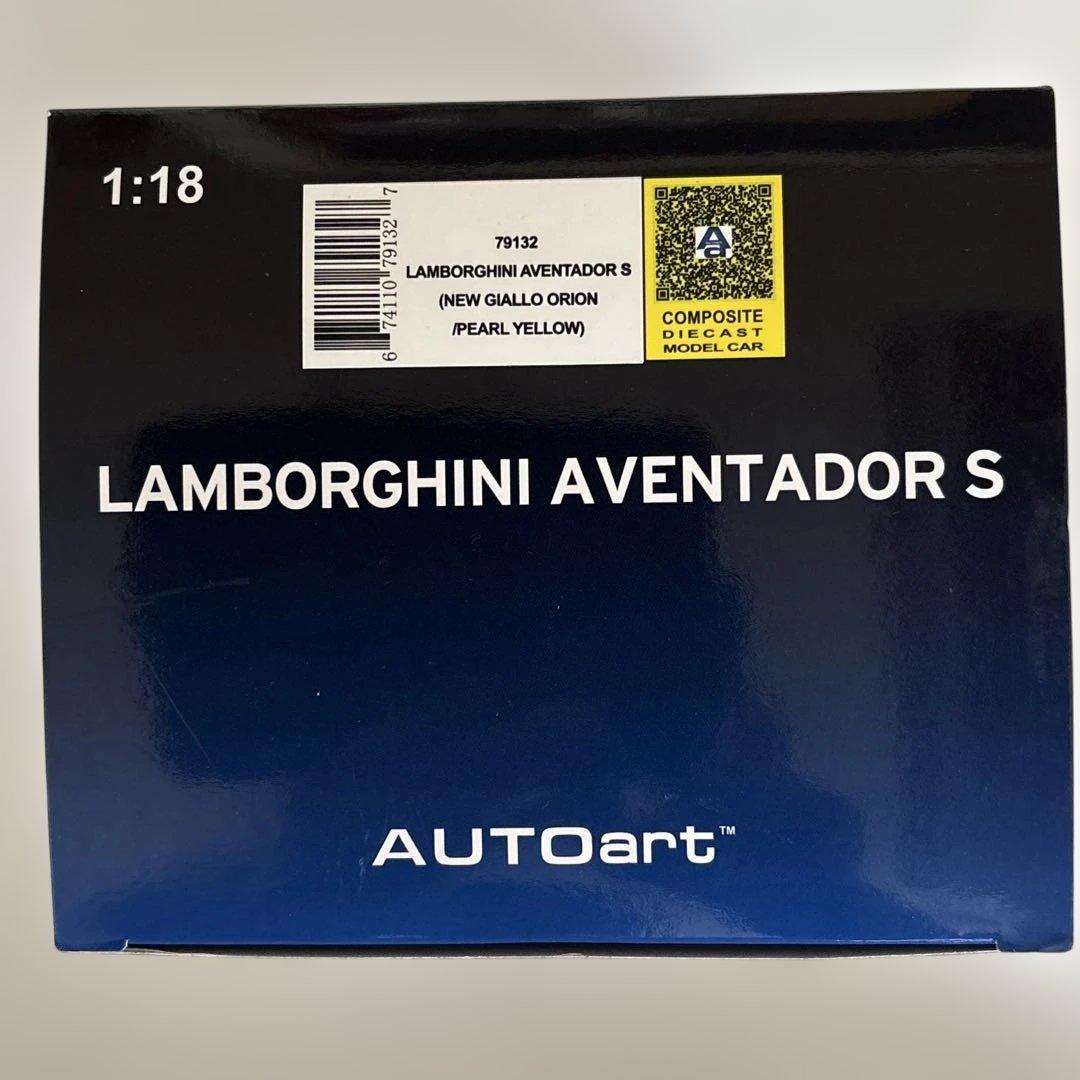 1:18
6 74110 79132 7
79132
LAMBORGHINI AVENTADOR S
(NEW GIALLO ORION
/PEARL YELLOW)
Aa
COMPOSITE
DIECAST
MODEL CAR
LAMBORGHINI AVENTADOR S
AUTOart™